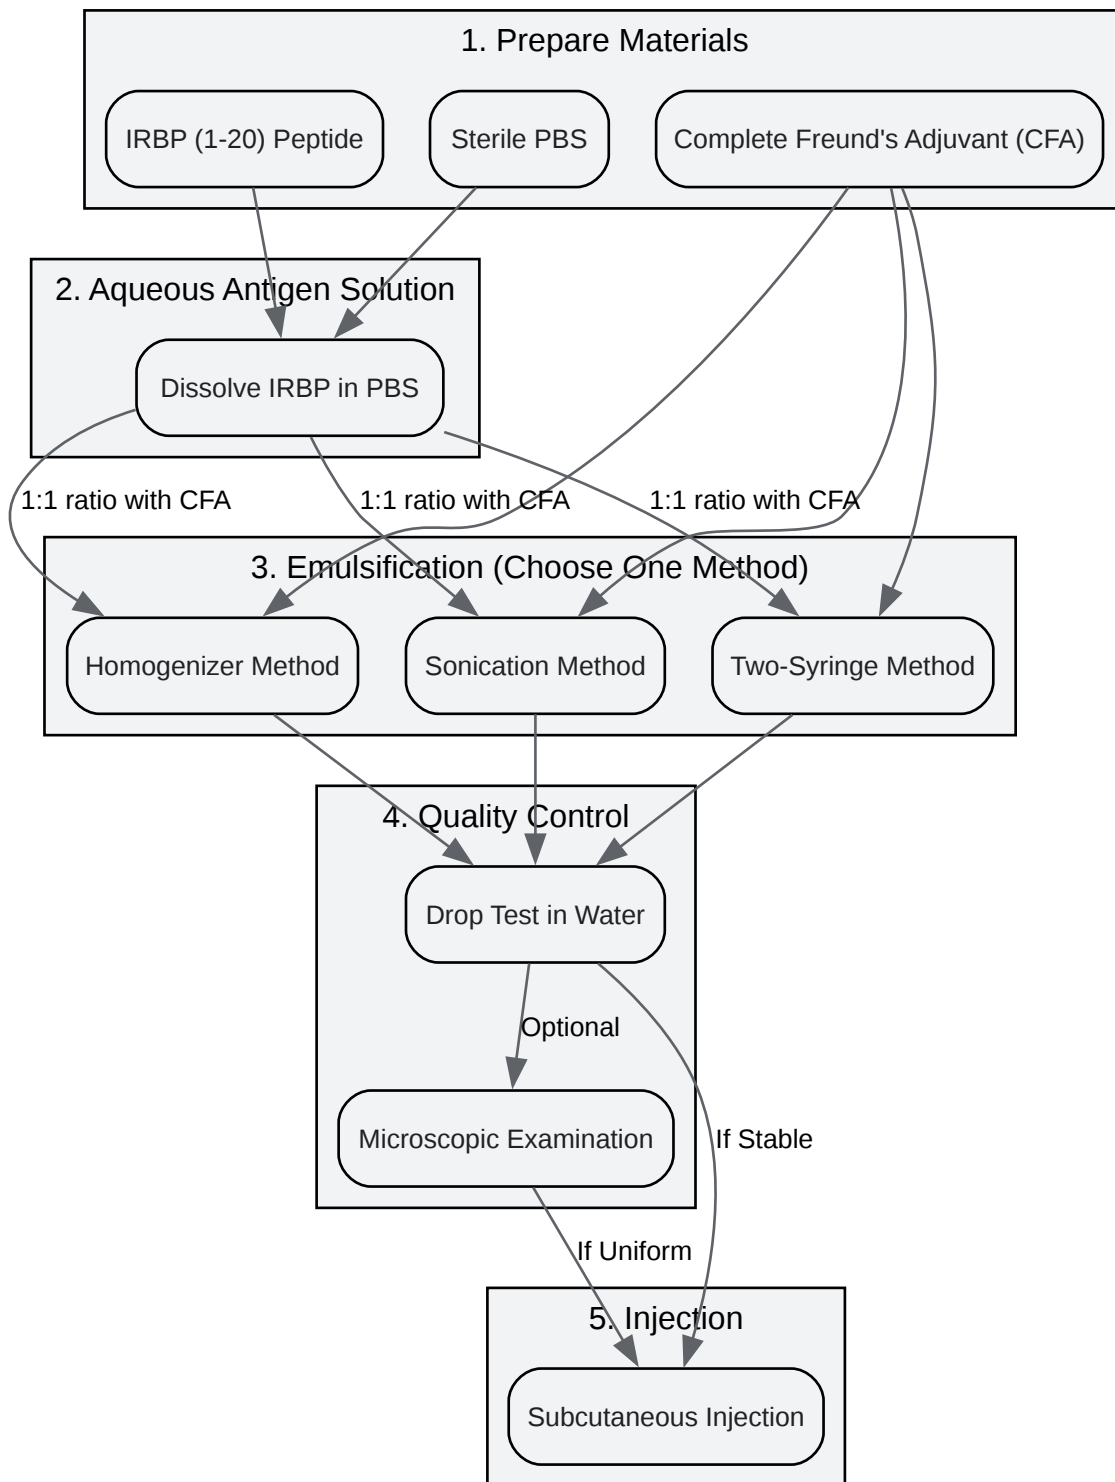 1. Prepare Materials
IRBP (1-20) Peptide
Sterile PBS
Complete Freund's Adjuvant (CFA)
2. Aqueous Antigen Solution
Dissolve IRBP in PBS
1:1 ratio with CFA
1:1 ratio with CFA
1:1 ratio with CFA
3. Emulsification (Choose One Method)
Homogenizer Method
Sonication Method
Two-Syringe Method
4. Quality Control
Drop Test in Water
Optional
Microscopic Examination
If Stable
If Uniform
5. Injection
Subcutaneous Injection